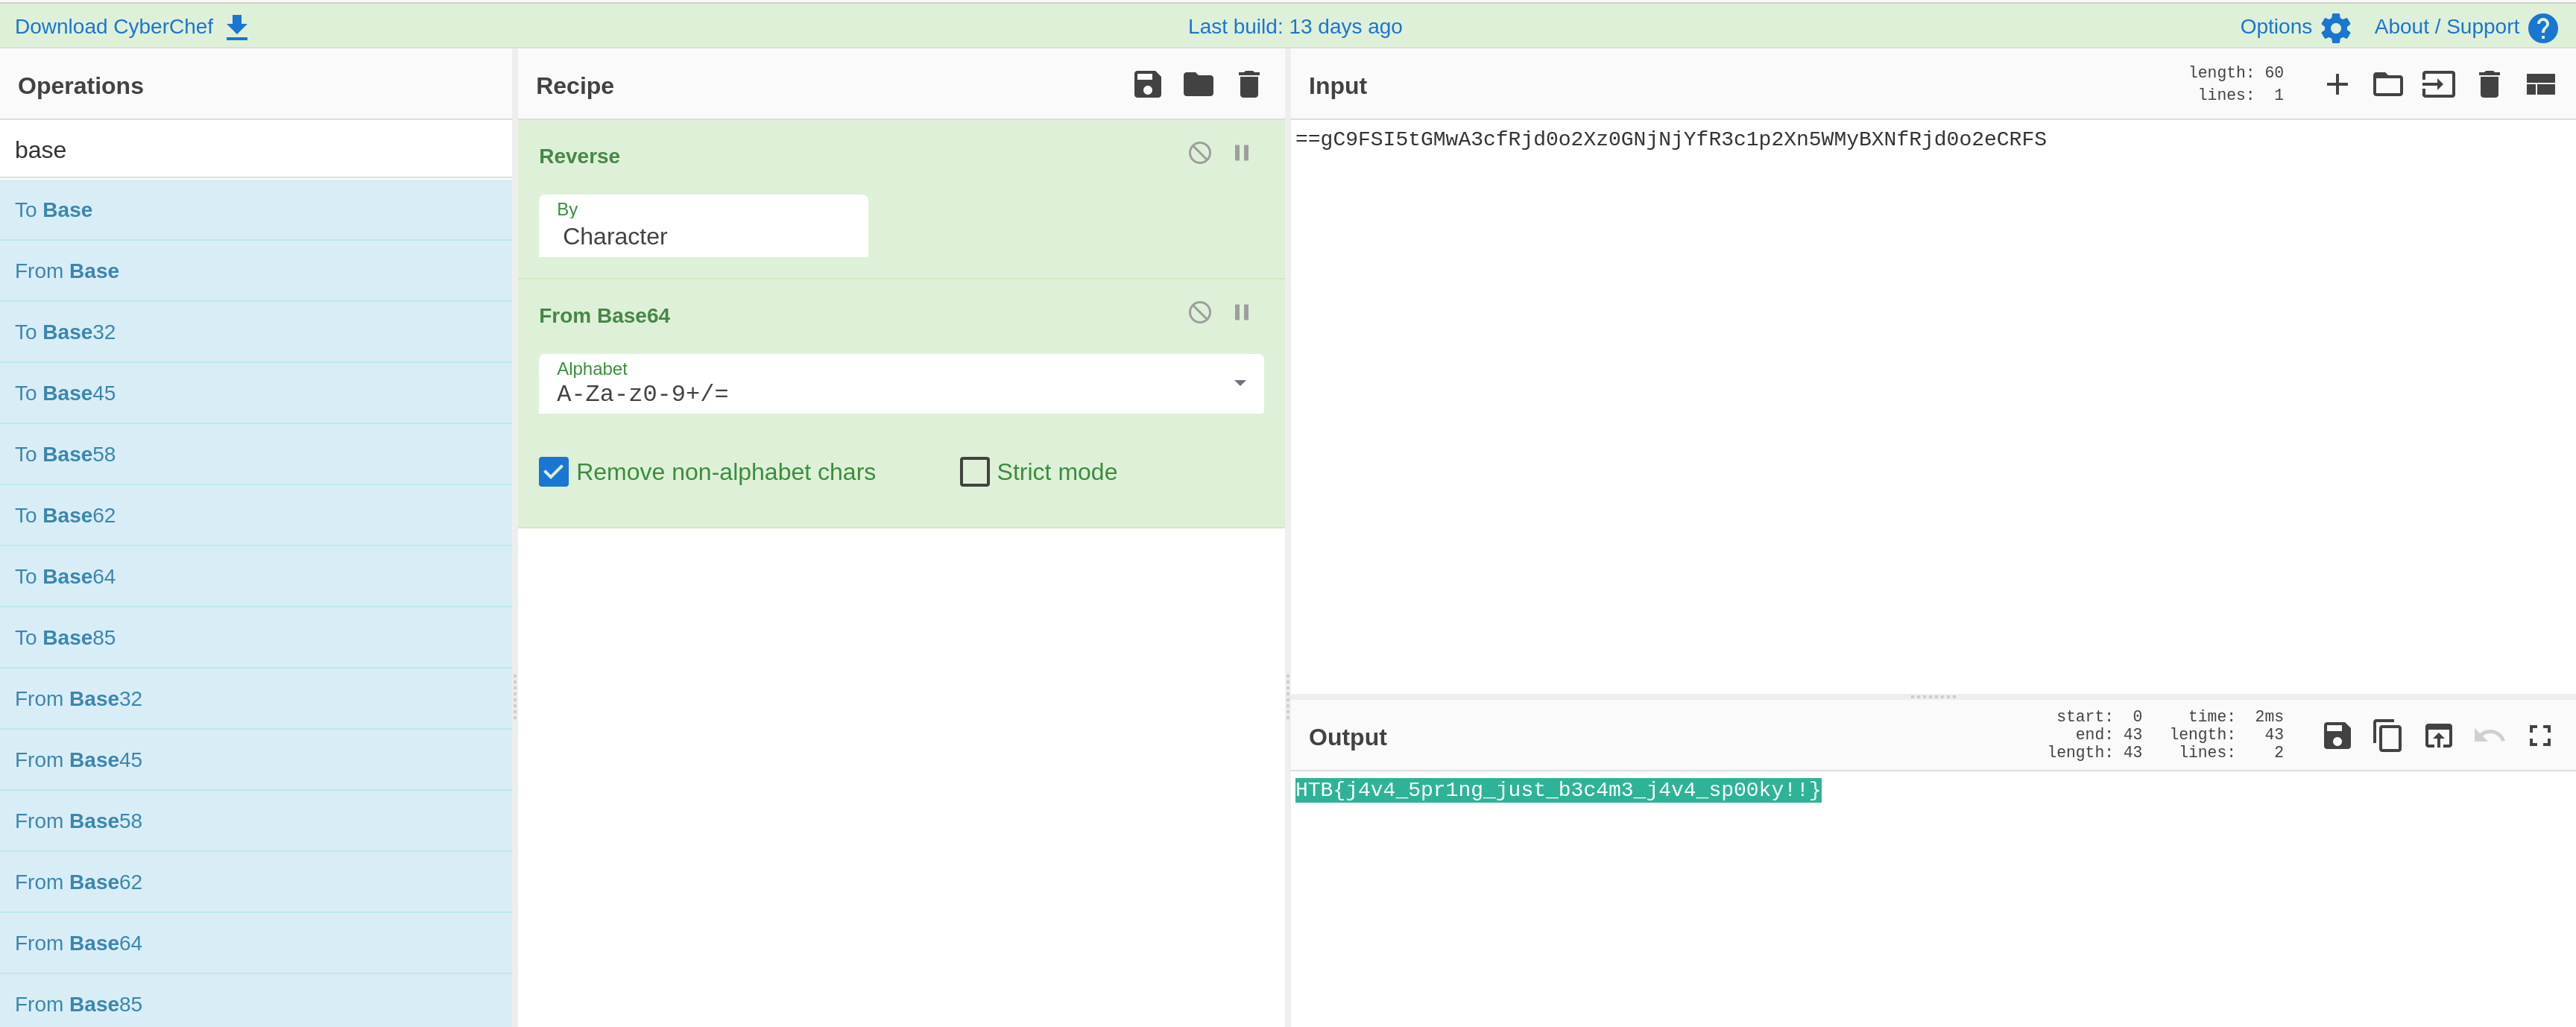 Download CyberChef
Last build: 13 days ago
Options
About / Support
Operations
base
To Base
From Base
To Base32
To Base45
To Base58
To Base62
To Base64
To Base85
From Base32
From Base45
From Base58
From Base62
From Base64
From Base85
Recipe
Reverse
By
Character
From Base64
Alphabet
A-Za-z0-9+/=
Remove non-alphabet chars
Strict mode
Input
length: 60
lines: 1
==gC9FSI5tGMwA3cfRjd0o2Xz0GNjNjYfR3c1p2Xn5WMyBXNfRjd0o2eCRFS
Output
start: 0 time: 2ms
end: 43 length: 43
length: 43 lines: 2
HTB{j4v4_5pr1ng_just_b3c4m3_j4v4_sp00ky!!}